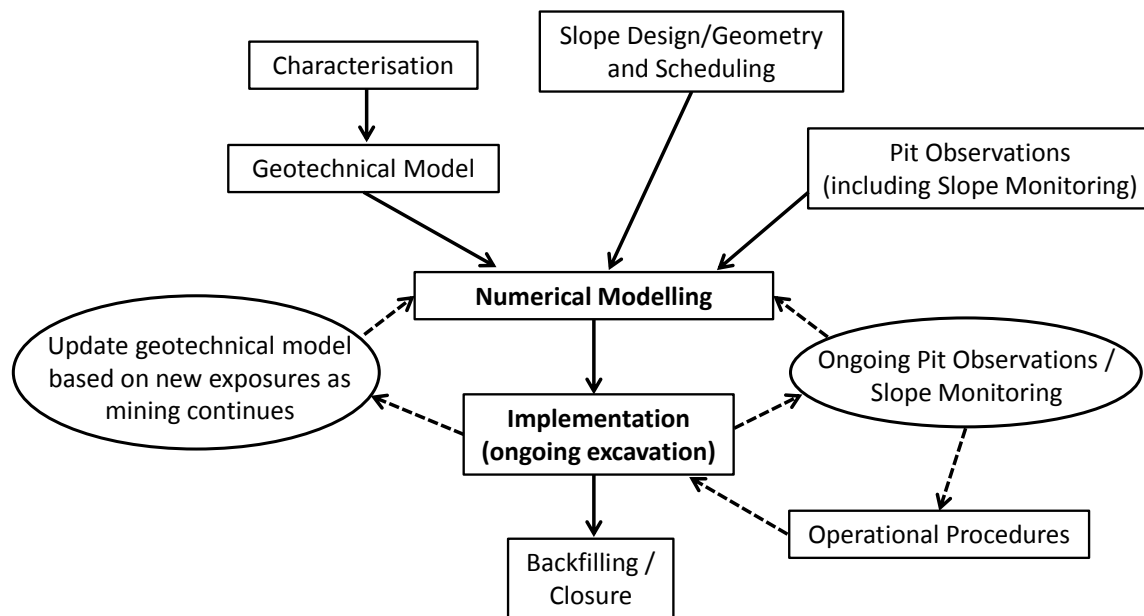 Slope Design/Geometry
and Scheduling
Characterisation
Geotechnical Model
Pit Observations
(including Slope Monitoring)
Numerical Modelling
Update geotechnical model
based on new exposures as
mining continues
Ongoing Pit Observations /
Slope Monitoring
Implementation
(ongoing excavation)
Operational Procedures
Backfilling /
Closure